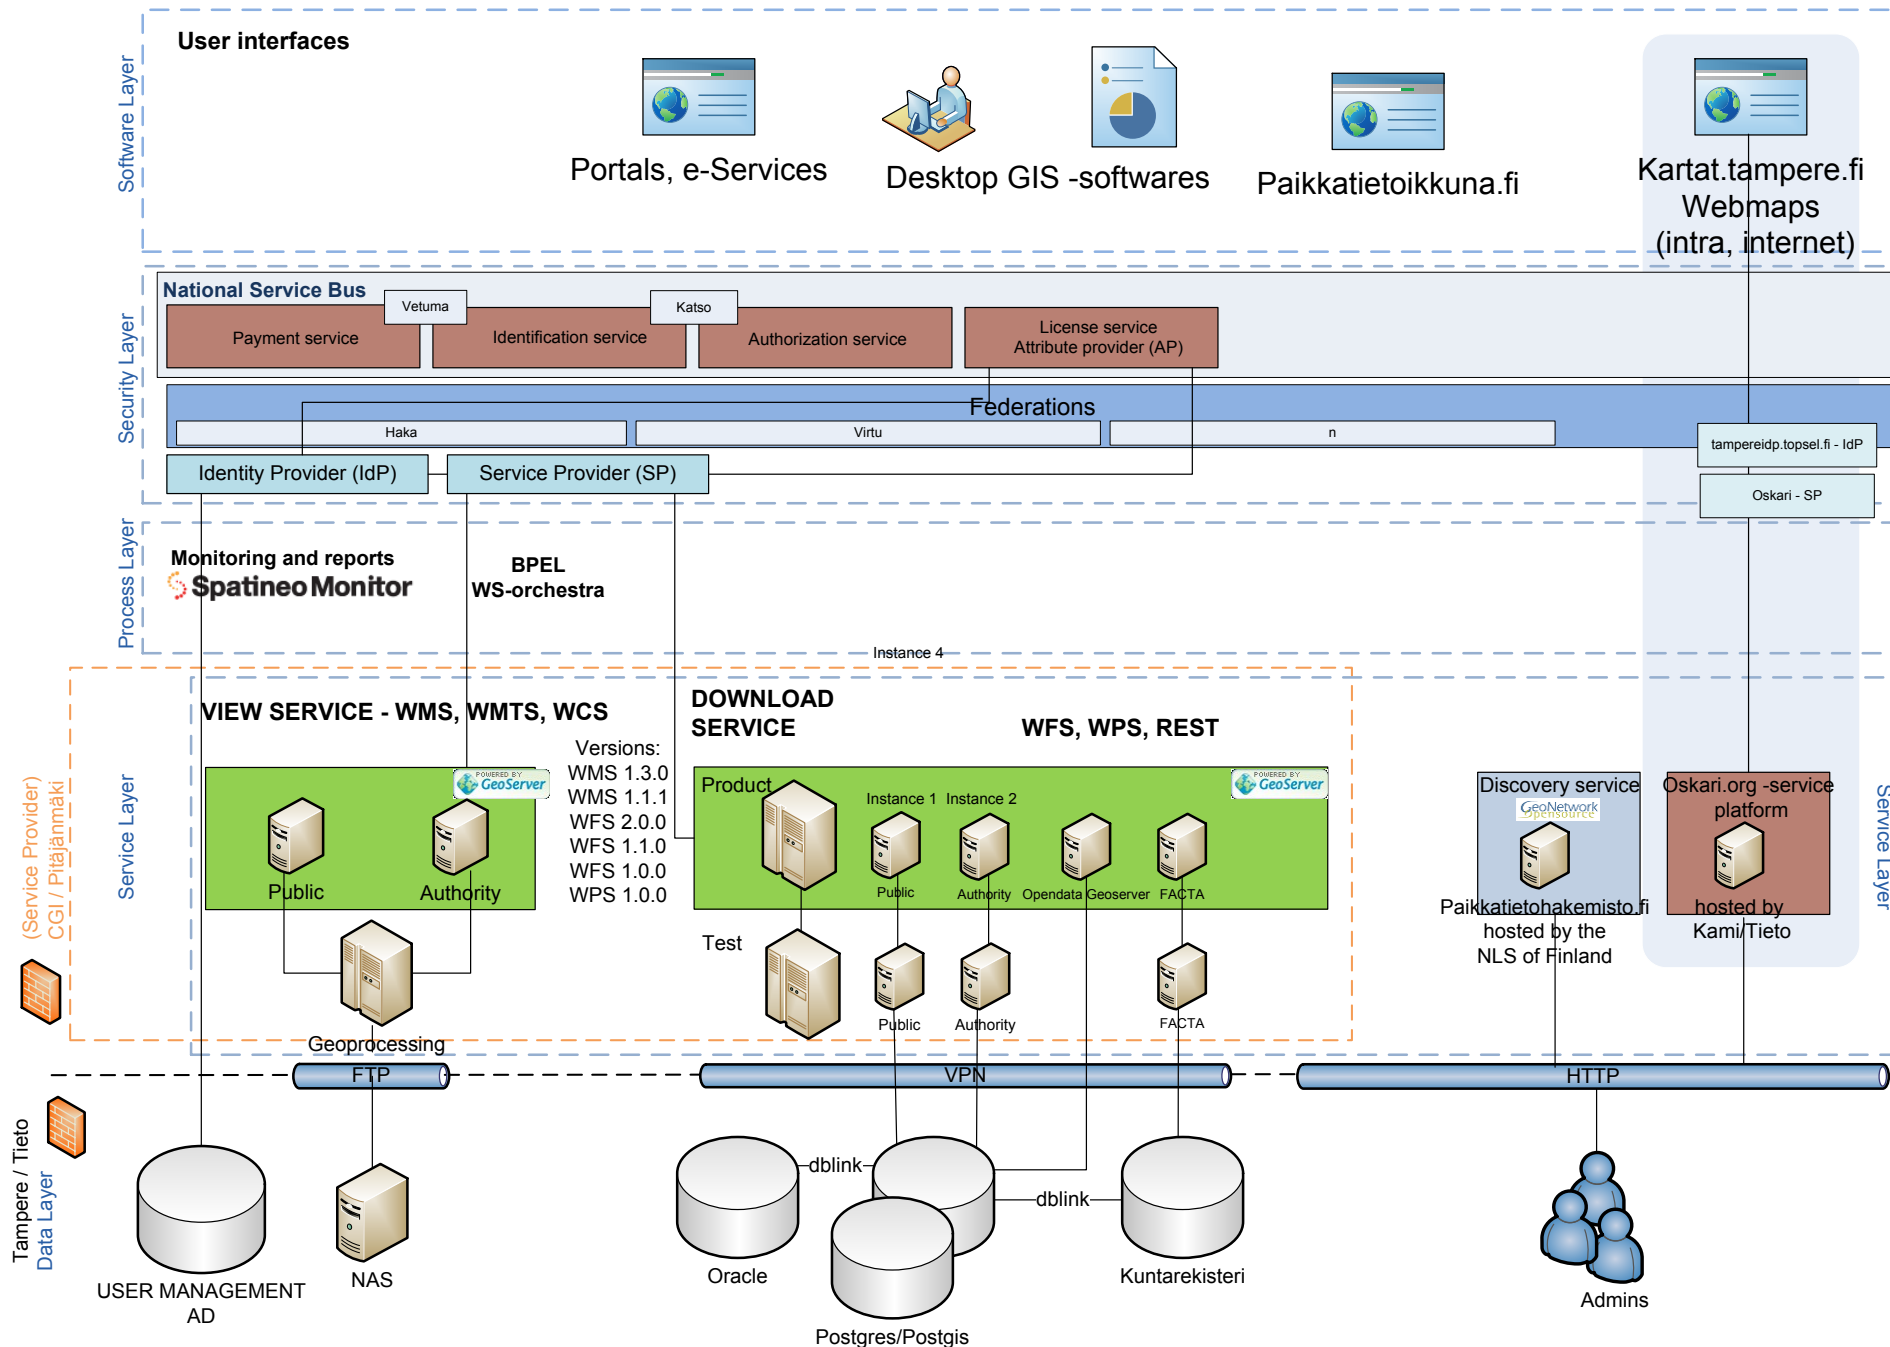 User interfaces
Software Layer
Portals, e-Services
Desktop GIS -softwares
Paikkatietoikkuna.fi
Kartat.tampere.fi
Webmaps
(intra, internet)
Security Layer
National Service Bus
Vetuma
Katso
Payment service
Identification service
Authorization service
License service
Attribute provider (AP)
Federations
Haka
Virtu
n
tampereidp.topsel.fi - IdP
Identity Provider (IdP)
Service Provider (SP)
Oskari - SP
Process Layer
Monitoring and reports
Spatineo Monitor
BPEL
WS-orchestra
Instance 4
(Service Provider)
CGI / Pitäjänmäki
Service Layer
VIEW SERVICE - WMS, WMTS, WCS
DOWNLOAD
SERVICE
WFS, WPS, REST
Versions:
WMS 1.3.0
WMS 1.1.1
WFS 2.0.0
WFS 1.1.0
WFS 1.0.0
WPS 1.0.0
POWERED BY
GeoServer
Public
Authority
Geoprocessing
Product
POWERED BY
GeoServer
Instance 1
Instance 2
Public
Authority
Opendata Geoserver
FACTA
Test
Public
Authority
FACTA
Discovery service
GeoNetwork
Opensource
Paikkatietohakemisto.fi
hosted by the
NLS of Finland
Oskari.org -service
platform
hosted by
Kami/Tieto
Service Layer
FTP
VPN
HTTP
Tampere / Tieto
Data Layer
USER MANAGEMENT
AD
NAS
Oracle
dblink
dblink
Postgres/Postgis
Kuntarekisteri
Admins